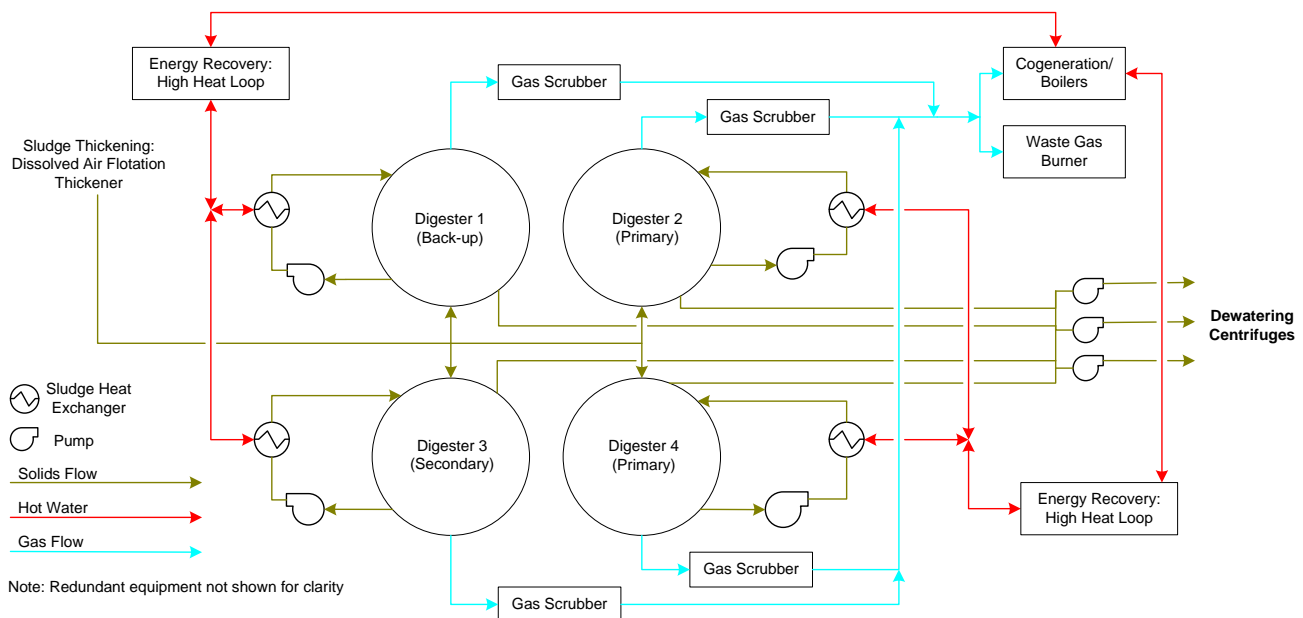 Energy Recovery:
High Heat Loop
Gas Scrubber
Cogeneration/
Boilers
Gas Scrubber
Waste Gas
Burner
Sludge Thickening:
Dissolved Air Flotation
Thickener
Digester 1
(Back-up)
Digester 2
(Primary)
Dewatering
Centrifuges
Sludge Heat
Exchanger
Pump
Digester 3
(Secondary)
Digester 4
(Primary)
Solids Flow
Hot Water
Gas Flow
Energy Recovery:
High Heat Loop
Gas Scrubber
Gas Scrubber
Note: Redundant equipment not shown for clarity